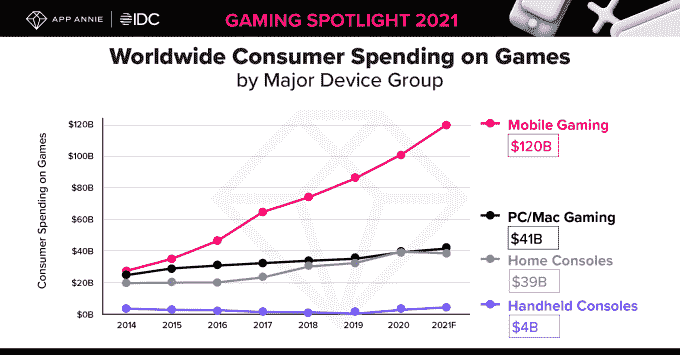 APP ANNIE
IDC
GAMING SPOTLIGHT 2021
Worldwide Consumer Spending on Games
by Major Device Group
Consumer Spending on Games
$120B
$100B
$80B
$60B
$40B
$20B
$0B
2014 2015 2016 2017 2018 2019 2020 2021F
Mobile Gaming
$120B
PC/Mac Gaming
$41B
Home Consoles
$39B
Handheld Consoles
$4B